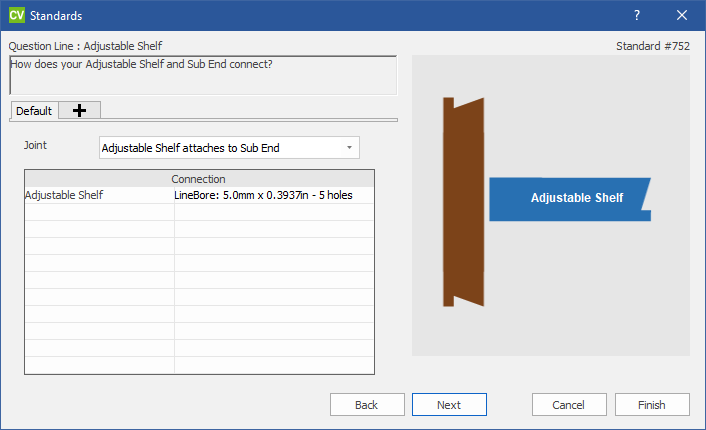 CV Standards ?
Question Line : Adjustable Shelf Standard #752
How does your Adjustable Shelf and Sub End connect?
Default
Joint Adjustable Shelf attaches to Sub End
Connection
Adjustable Shelf LineBore: 5.0mm x 0.3937in - 5 holes
Adjustable Shelf
Back Next Cancel Finish